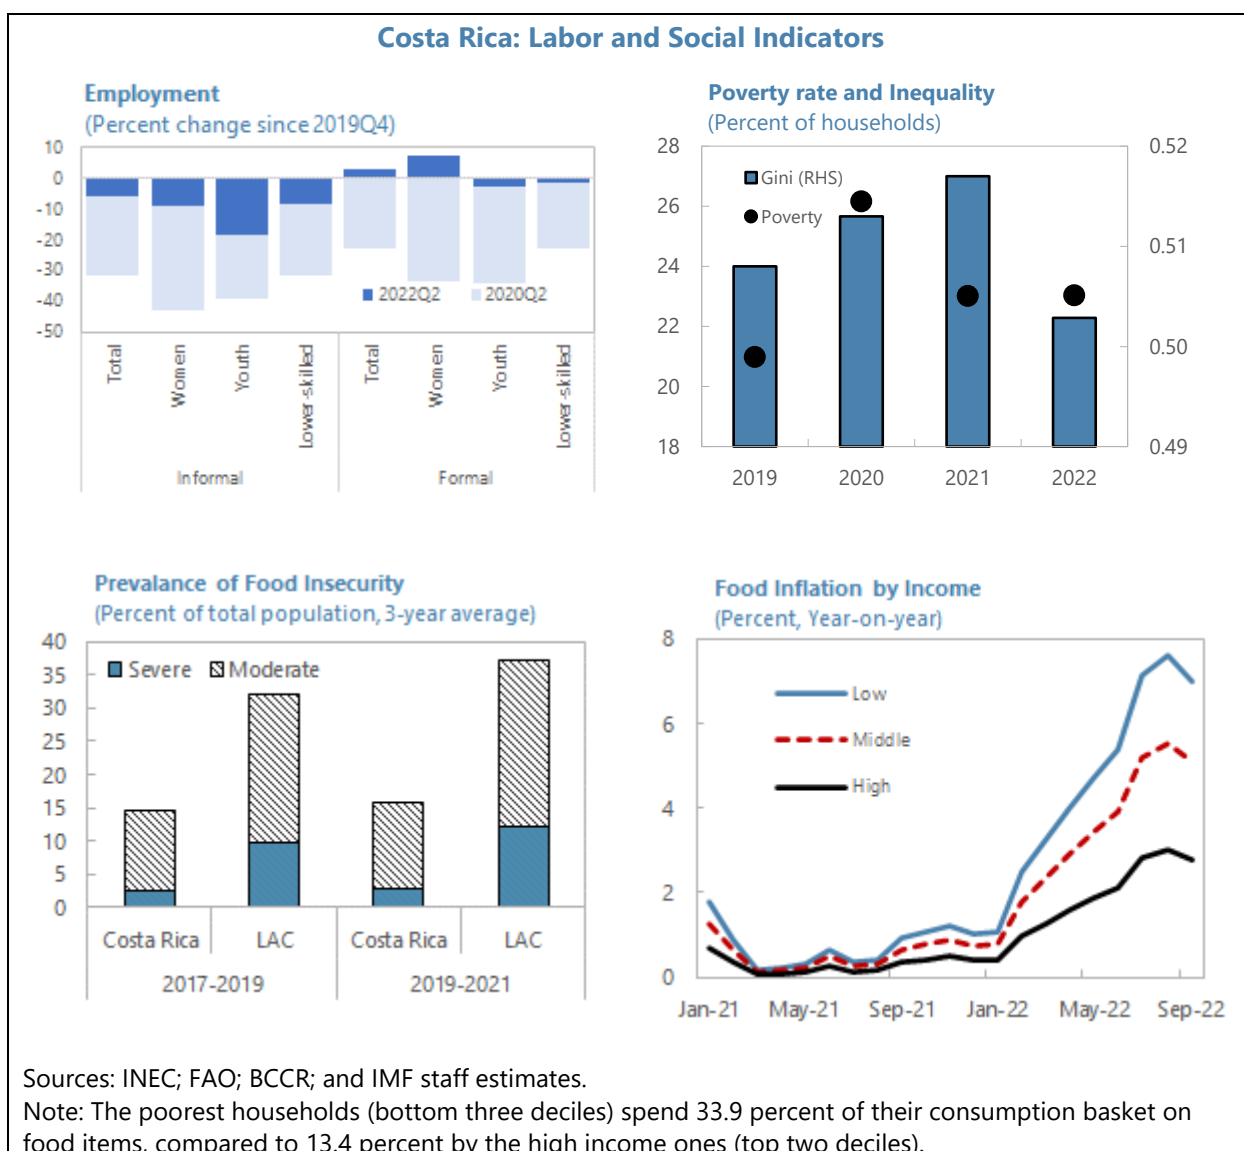 Costa Rica: Labor and Social Indicators
Employment
(Percent change since 2019Q4)
10
0
-10
-20
-30
-40
-50
2022Q2
2020Q2
Total
Women
Youth
Lower-skilled
Total
Women
Youth
Lower-skilled
Informal
Formal
Poverty rate and Inequality
(Percent of households)
28
26
24
22
20
18
Gini (RHS)
Poverty
0.52
0.51
0.50
0.49
2019
2020
2021
2022
Prevalance of Food Insecurity
(Percent of total population, 3-year average)
40
35
30
25
20
15
10
5
0
Severe
Moderate
Costa Rica
LAC
Costa Rica
LAC
2017-2019
2019-2021
Food Inflation by Income
(Percent, Year-on-year)
8
6
4
2
0
Low
Middle
High
Jan-21
May-21
Sep-21
Jan-22
May-22
Sep-22
Sources: INEC; FAO; BCCR; and IMF staff estimates.
Note: The poorest households (bottom three deciles) spend 33.9 percent of their consumption basket on
food items, compared to 13.4 percent by the high income ones (top two deciles).